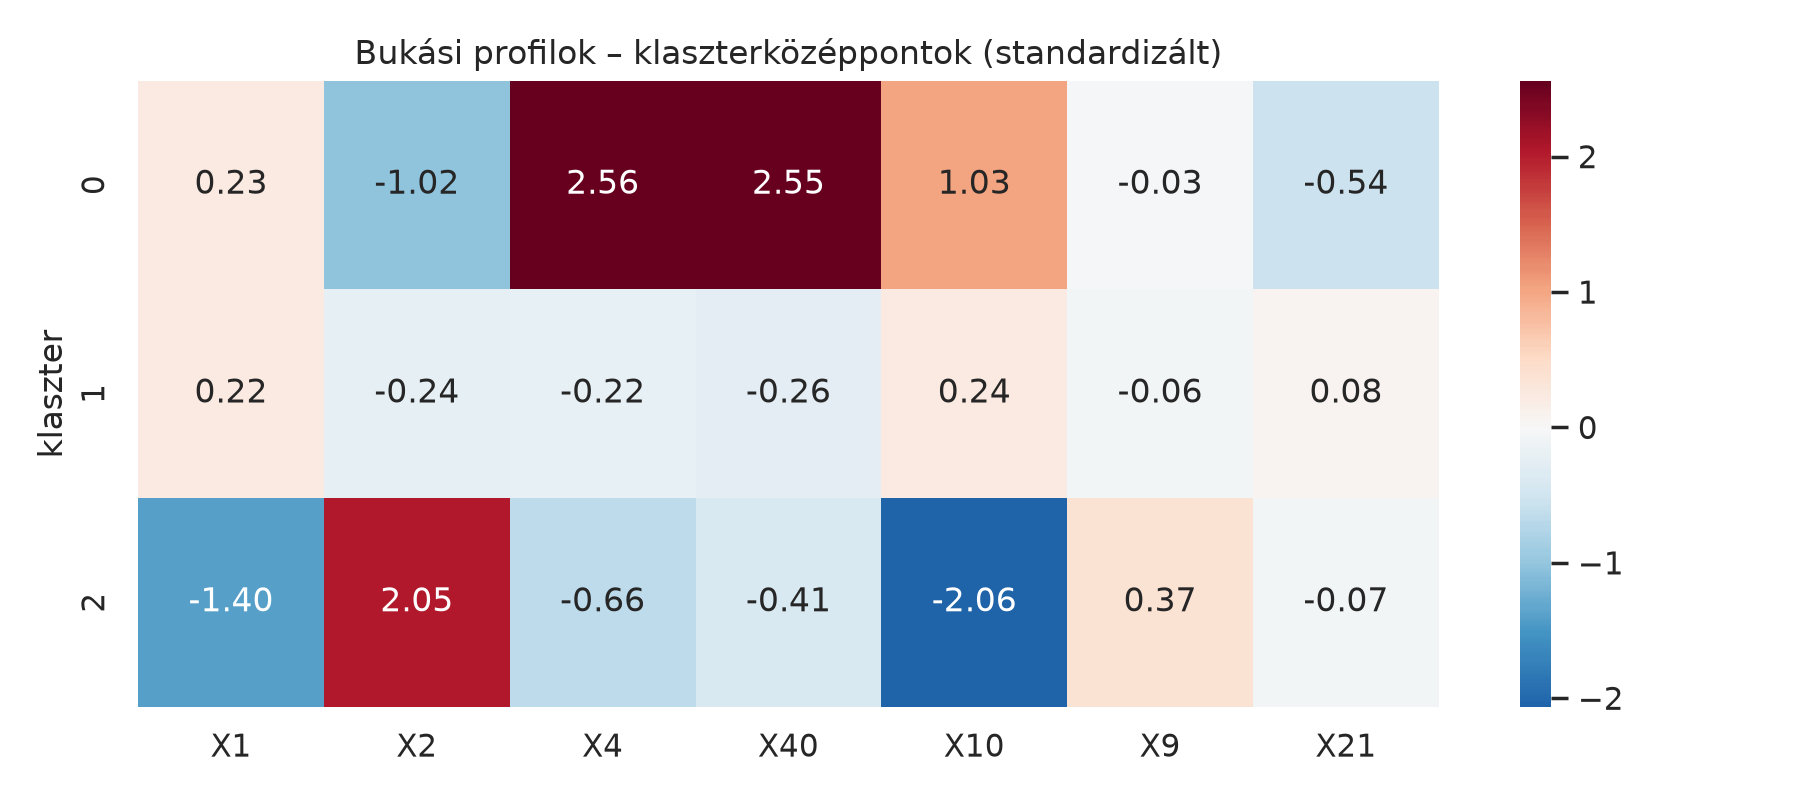 Bukási profilok – klaszterközéppontok (standardizált)
0.23 -1.02 2.56 2.55 1.03 -0.03 -0.54
0.22 -0.24 -0.22 -0.26 0.24 -0.06 0.08
-1.40 2.05 -0.66 -0.41 -2.06 0.37 -0.07
0
1
2
klaszter
X1 X2 X4 X40 X10 X9 X21
2
1
0
−1
−2